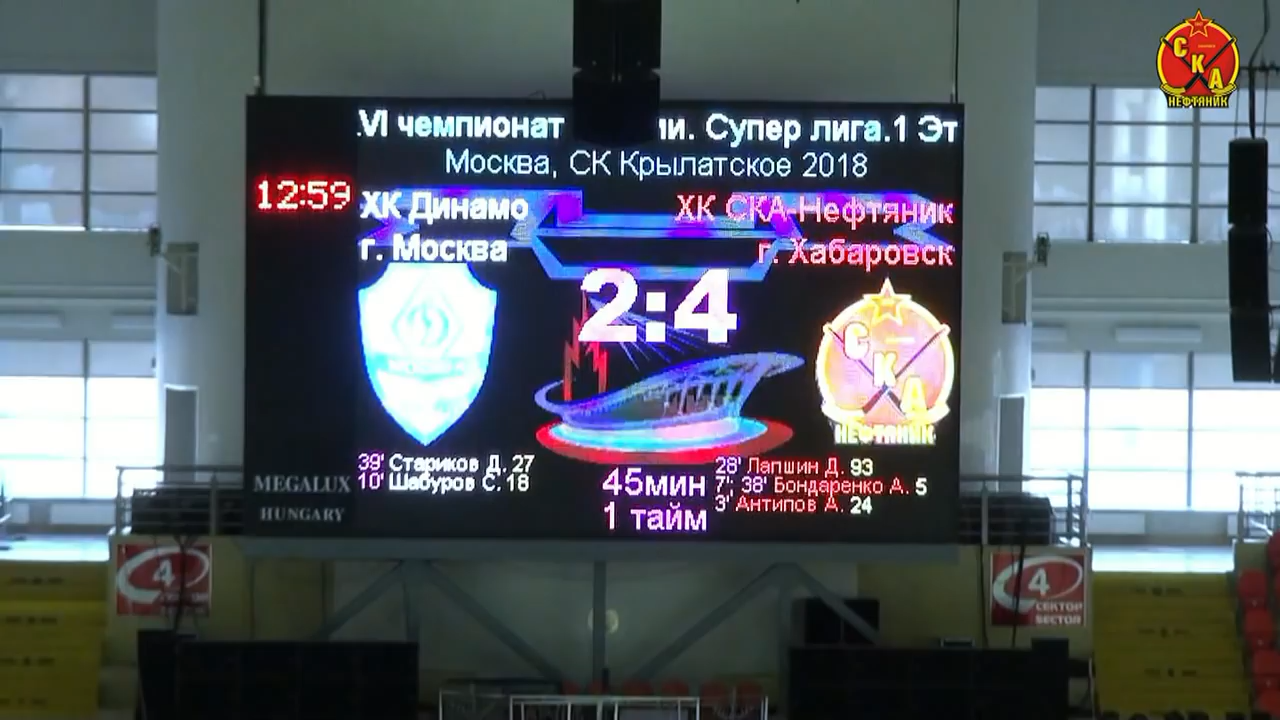 СКА
НЕФТЯНИК
.VI чемпионат ии. Супер лига.1 Эт
Москва, СК Крылатское 2018
12:59
ХК Динамо
ХК СКА-Нефтяник
г. Москва
г. Хабаровск
2:4
СКА
НЕФТЯНИК
39' Стариков Д. 27
10' Шабуров С. 18
45мин
1 тайм
28' Лапшин Д. 93
7'; 38' Бондаренко А. 5
3' Антипов А. 24
MEGALUX
HUNGARY
4
4
СЕКТОР